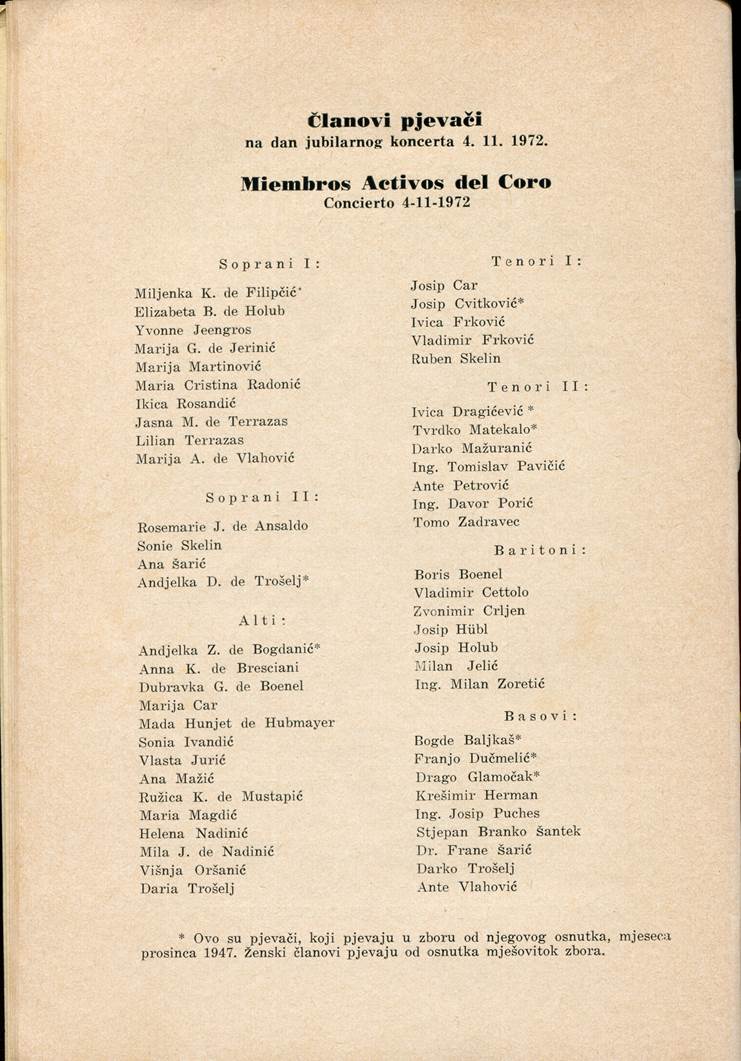 Članovi pjevači
na dan jubilarnog koncerta 4. 11. 1972.
Miembros Activos del Coro
Concierto 4-11-1972
Soprani I:
Miljenka K. de Filipčić*
Elizabeta B. de Holub
Yvonne Jeengros
Marija G. de Jerinić
Marija Martinović
Maria Cristina Radonić
Ikica Rosandić
Jasna M. de Terrazas
Lilian Terrazas
Marija A. de Vlahović
Soprani II:
Rosemarie J. de Ansaldo
Sonie Skelin
Ana Šarić
Andjelka D. de Trošelj*
Alti:
Andjelka Z. de Bogdanić*
Anna K. de Bresciani
Dubravka G. de Boenel
Marija Car
Mada Hunjet de Hubmayer
Sonia Ivandić
Vlasta Jurić
Ana Mažić
Ružica K. de Mustapić
Maria Magdić
Helena Nadinić
Mila J. de Nadinić
Višnja Oršanić
Daria Trošelj
Tenori I:
Josip Car
Josip Cvitković*
Ivica Frković
Vladimir Frković
Ruben Skelin
Tenori II:
Ivica Dragićević *
Tvrdko Matekalo*
Darko Mažuranić
Ing. Tomislav Pavičić
Ante Petrović
Ing. Davor Porić
Tomo Zadravec
Baritoni:
Boris Boenel
Vladimir Cettolo
Zvonimir Crljen
Josip Hübl
Josip Holub
Milan Jelić
Ing. Milan Zoretić
Basovi:
Bogde Baljkaš*
Franjo Dučmelić*
Drago Glamočak*
Krešimir Herman
Ing. Josip Puches
Stjepan Branko Šantek
Dr. Frane Šarić
Darko Trošelj
Ante Vlahović
* Ovo su pjevači, koji pjevaju u zboru od njegovog osnutka, mjeseca
prosinca 1947. Ženski članovi pjevaju od osnutka mješovitok zbora.